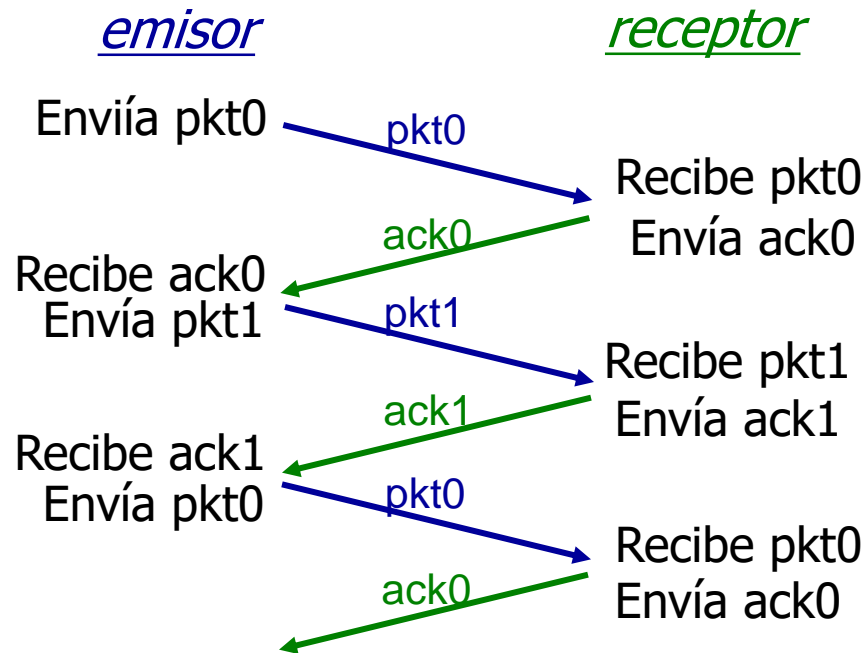 emisor
receptor
Enviía pkt0
pkt0
Recibe pkt0
ack0
Envía ack0
Recibe ack0
Envía pkt1
pkt1
Recibe pkt1
ack1
Envía ack1
Recibe ack1
Envía pkt0
pkt0
Recibe pkt0
ack0
Envía ack0